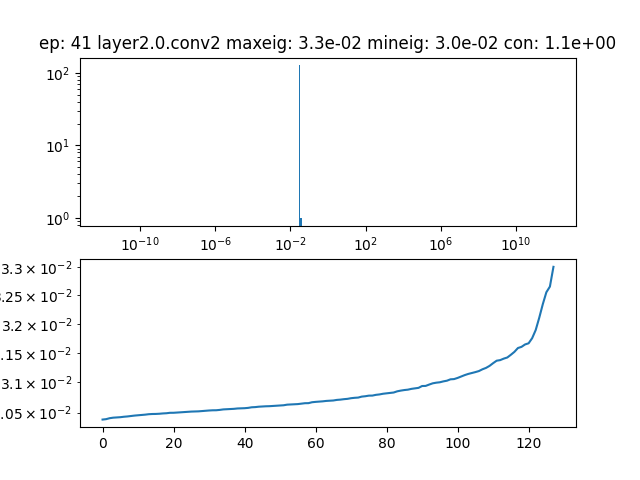 ep: 41 layer2.0.conv2 maxeig: 3.3e-02 mineig: 3.0e-02 con: 1.1e+00
10²
10¹
10⁰
10⁻¹⁰ 10⁻⁶ 10⁻² 10² 10⁶ 10¹⁰
3.3 × 10⁻²
.25 × 10⁻²
3.2 × 10⁻²
.15 × 10⁻²
3.1 × 10⁻²
.05 × 10⁻²
0 20 40 60 80 100 120